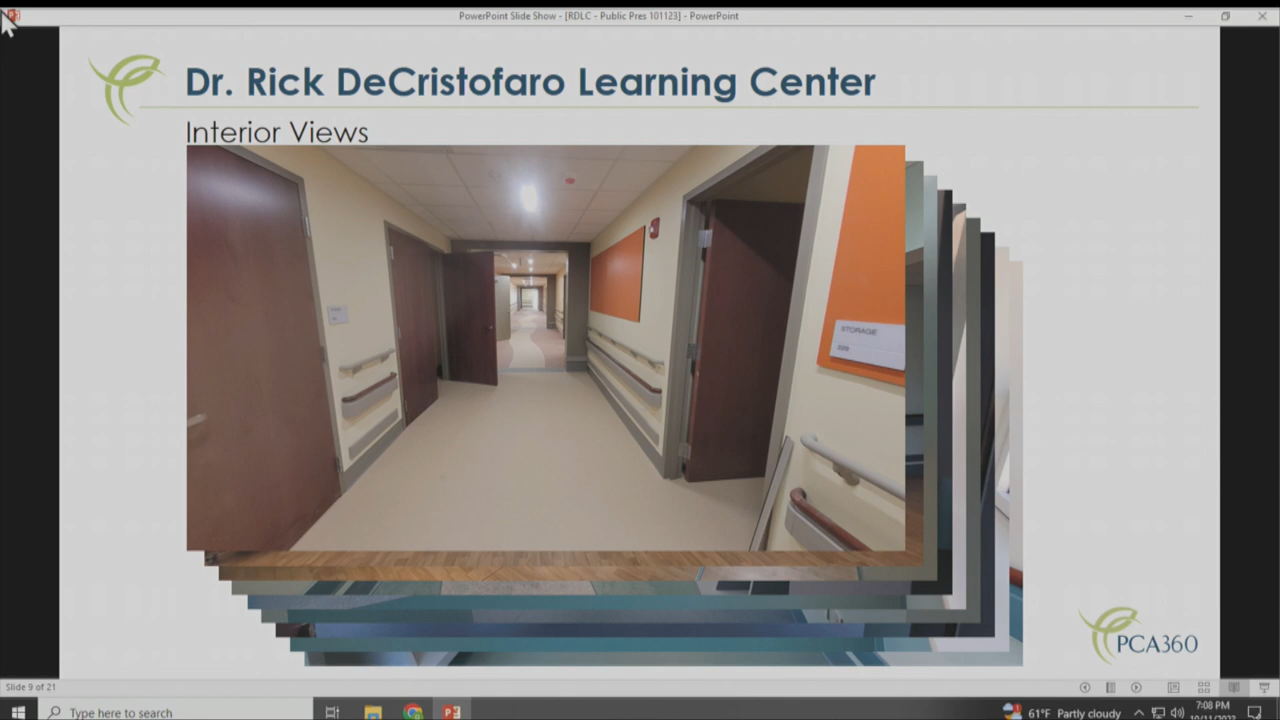 PowerPoint Slide Show - [RDLC - Public Pres 101123] - PowerPoint
Dr. Rick DeCristofaro Learning Center
Interior Views
STORAGE
229
PCA360
Slide 9 of 21
Type here to search
61°F Partly cloudy
7:08 PM